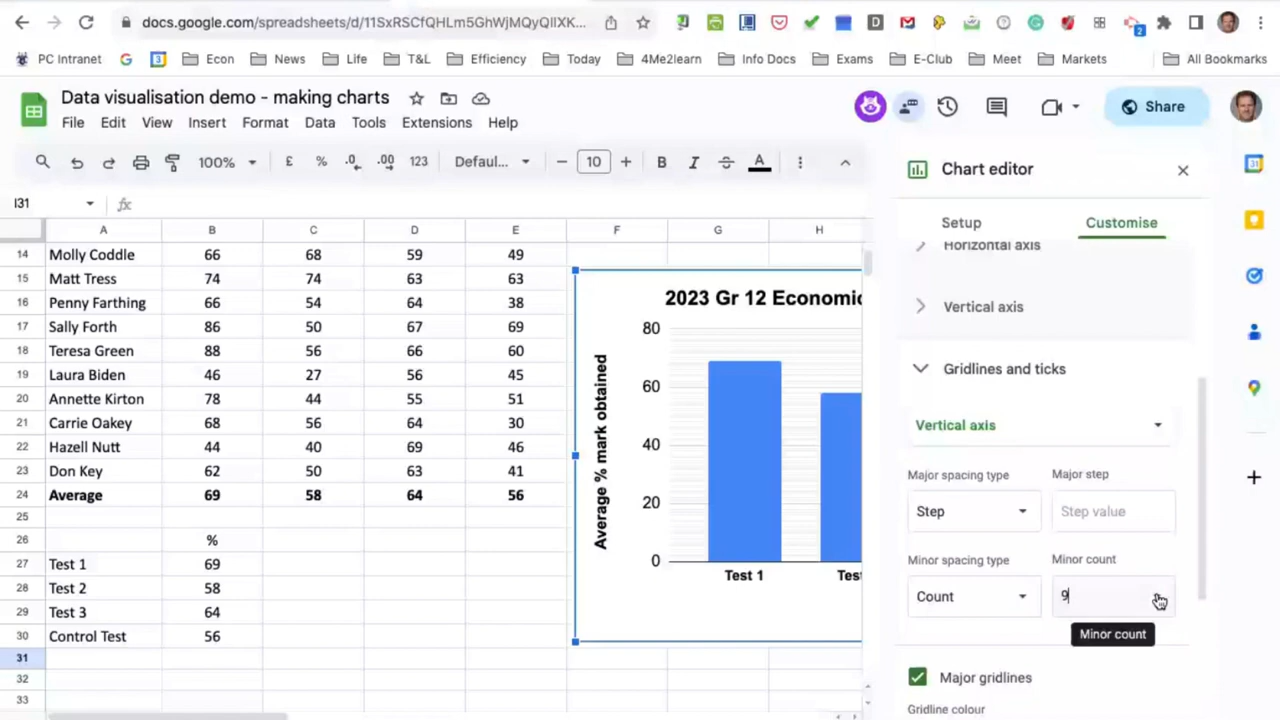 docs.google.com/spreadsheets/d/11SxRSCfQHLm5GhWjMQyQIlXK...
2
PC Intranet
Econ
News
Life
T&L
Efficiency
Today
4Me2learn
Info Docs
Exams
E-Club
Meet
Markets
All Bookmarks
Data visualisation demo - making charts
Share
File Edit View Insert Format Data Tools Extensions Help
100% £ % .0 .00 123 Defaul... − 10 + B I A
Chart editor
I31 fx
Setup Customise
A B C D E F G H
14 Molly Coddle 66 68 59 49
15 Matt Tress 74 74 63 63
16 Penny Farthing 66 54 64 38
17 Sally Forth 86 50 67 69
18 Teresa Green 88 56 66 60
19 Laura Biden 46 27 56 45
20 Annette Kirton 78 44 55 51
21 Carrie Oakey 68 56 64 30
22 Hazell Nutt 44 40 69 46
23 Don Key 62 50 63 41
24 Average 69 58 64 56
25
26 %
27 Test 1 69
28 Test 2 58
29 Test 3 64
30 Control Test 56
31
32
33
2023 Gr 12 Economic
Average % mark obtained
80
60
40
20
0
Test 1 Tes
Horizontal axis
Vertical axis
Gridlines and ticks
Vertical axis
Major spacing type Major step
Step Step value
Minor spacing type Minor count
Count 9
Minor count
Major gridlines
Gridline colour